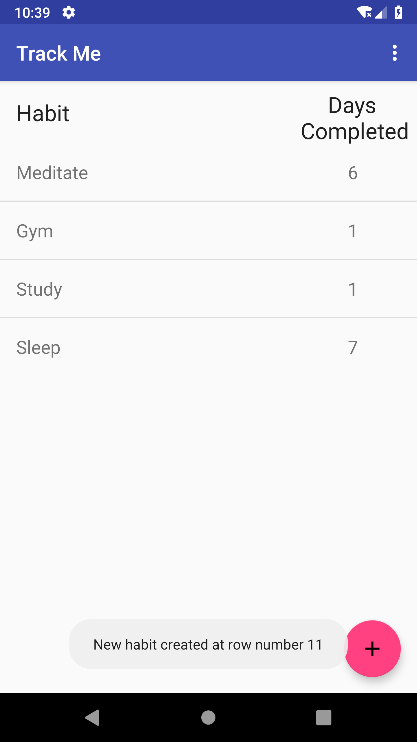 10:39
Track Me
Habit
Days
Completed
Meditate 6
Gym 1
Study 1
Sleep 7
New habit created at row number 11
+